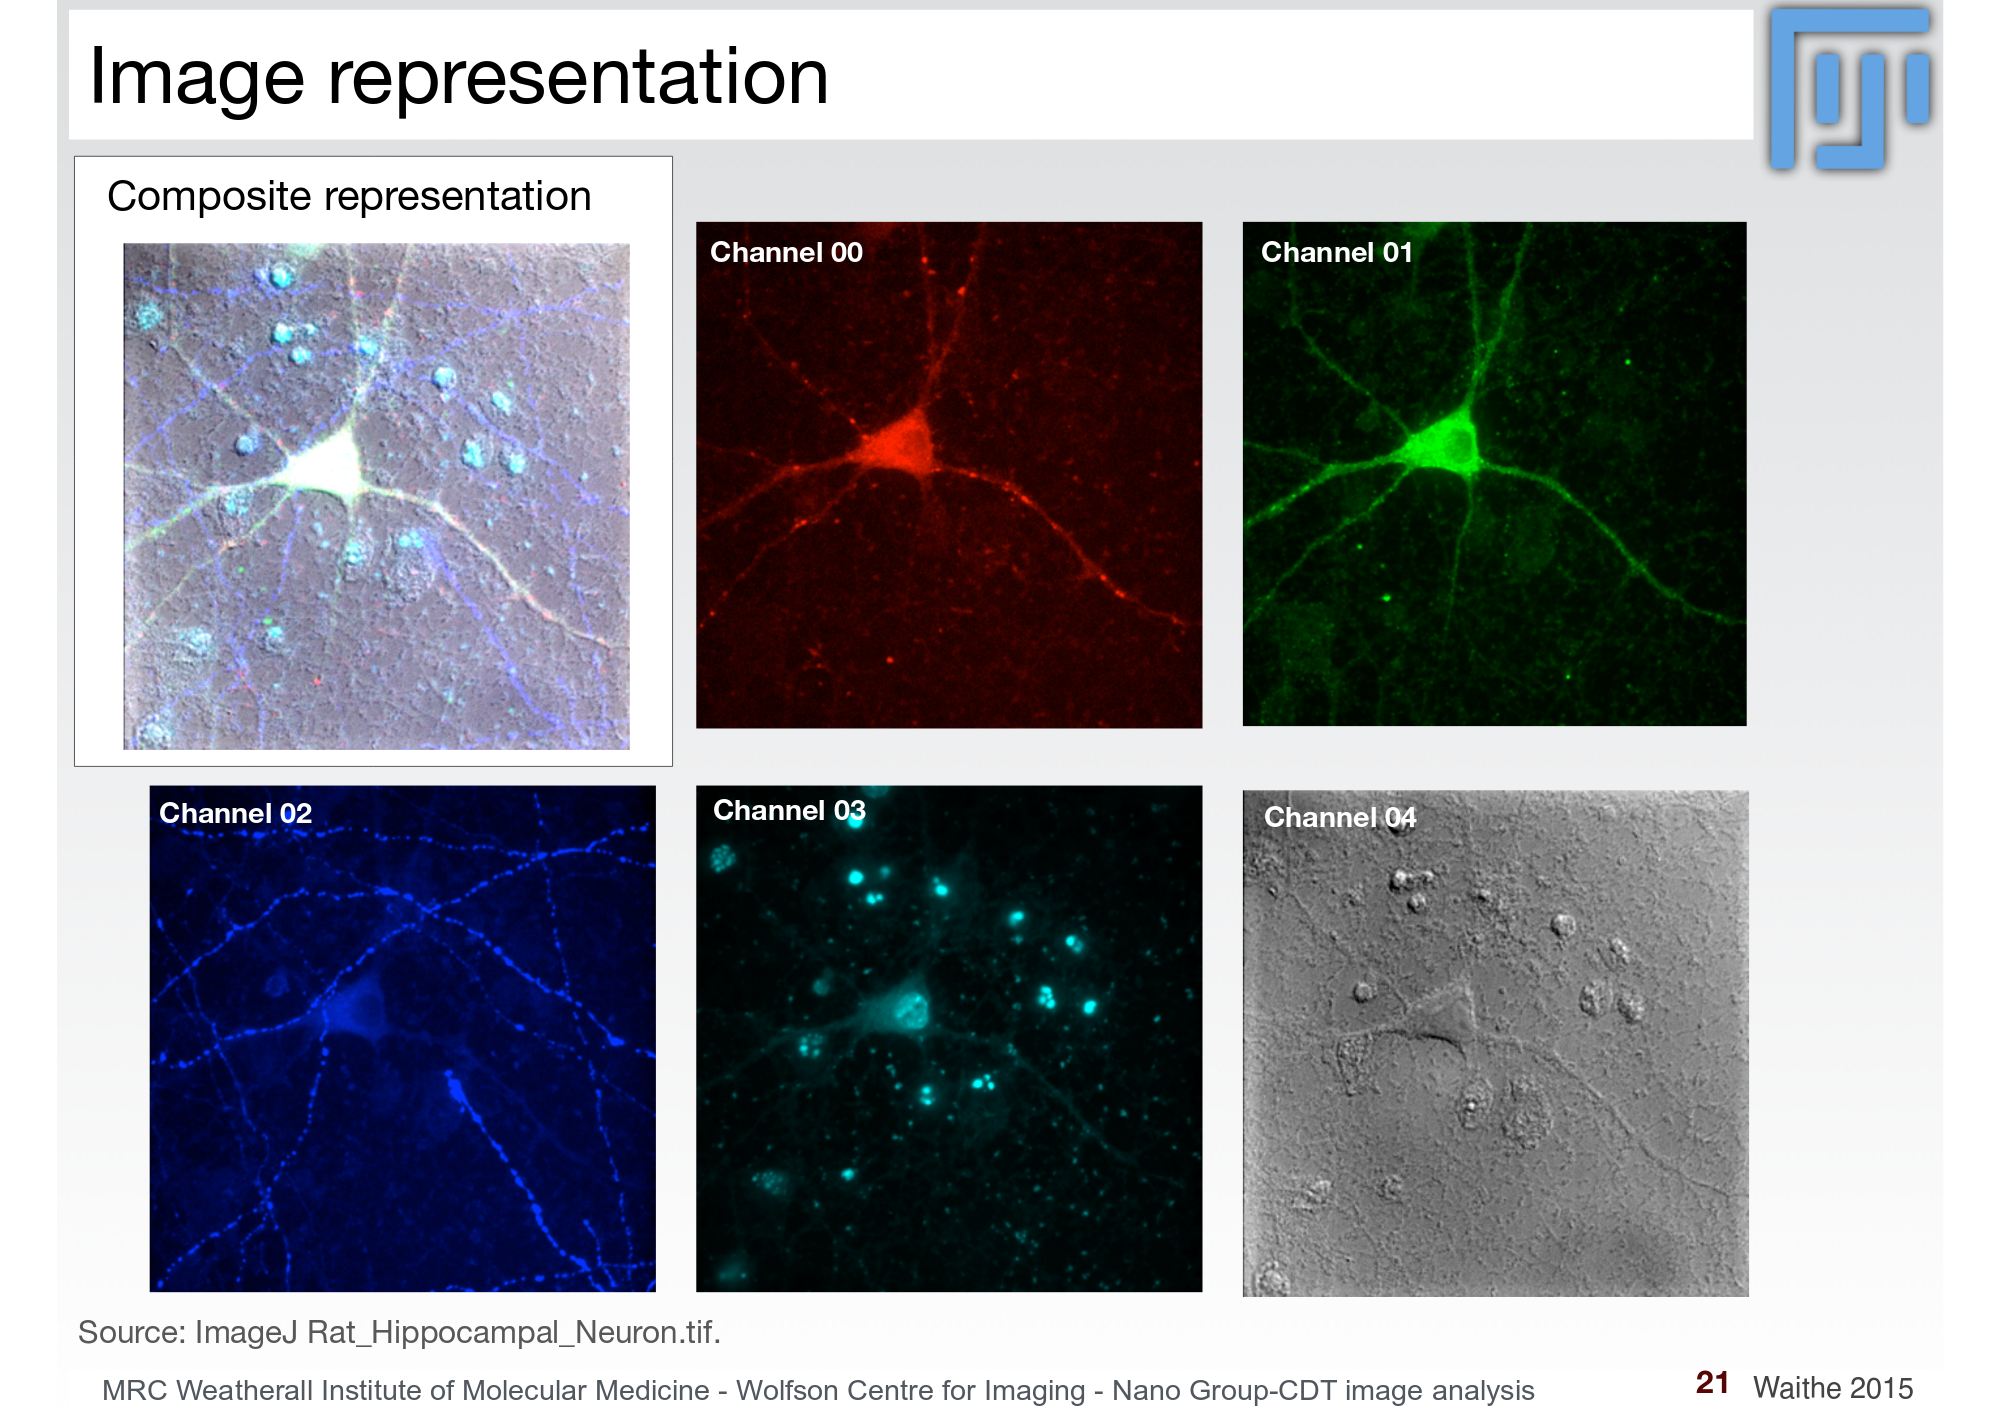 Image representation
Composite representation
Channel 00
Channel 01
Channel 02
Channel 03
Channel 04
Source: ImageJ Rat_Hippocampal_Neuron.tif.
MRC Weatherall Institute of Molecular Medicine - Wolfson Centre for Imaging - Nano Group-CDT image analysis
21 Waithe 2015